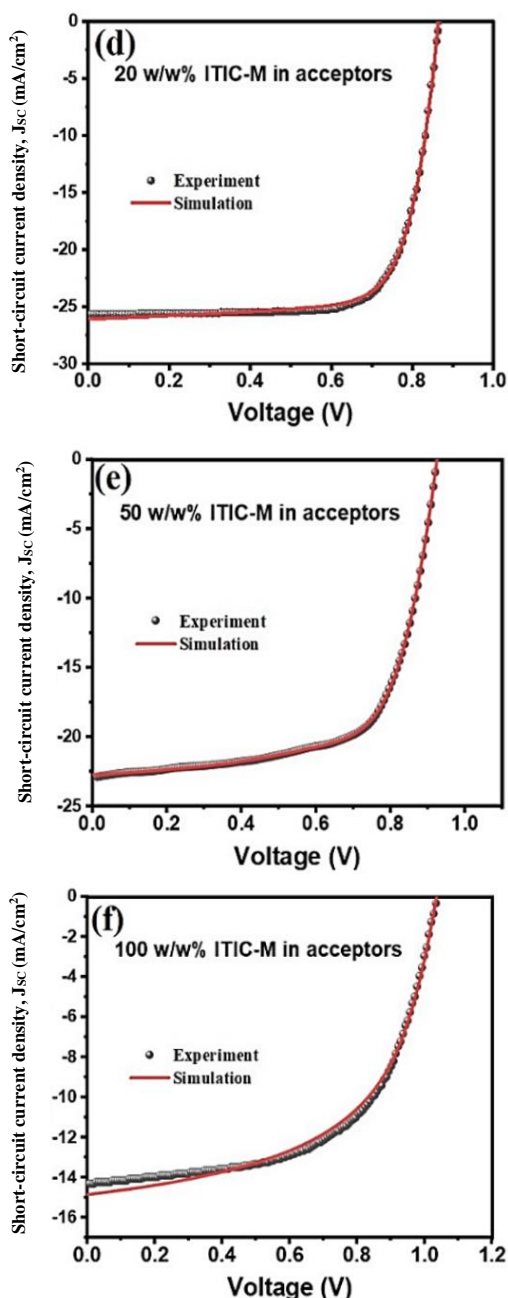 (d)
20 w/w% ITIC-M in acceptors
Experiment
Simulation
Short-circuit current density, JSC (mA/cm²)
0
-5
-10
-15
-20
-25
-30
0.0 0.2 0.4 0.6 0.8 1.0
Voltage (V)
(e)
50 w/w% ITIC-M in acceptors
Experiment
Simulation
Short-circuit current density, JSC (mA/cm²)
0
-5
-10
-15
-20
-25
0.0 0.2 0.4 0.6 0.8 1.0
Voltage (V)
(f)
100 w/w% ITIC-M in acceptors
Experiment
Simulation
Short-circuit current density, JSC (mA/cm²)
0
-2
-4
-6
-8
-10
-12
-14
-16
0.0 0.2 0.4 0.6 0.8 1.0 1.2
Voltage (V)